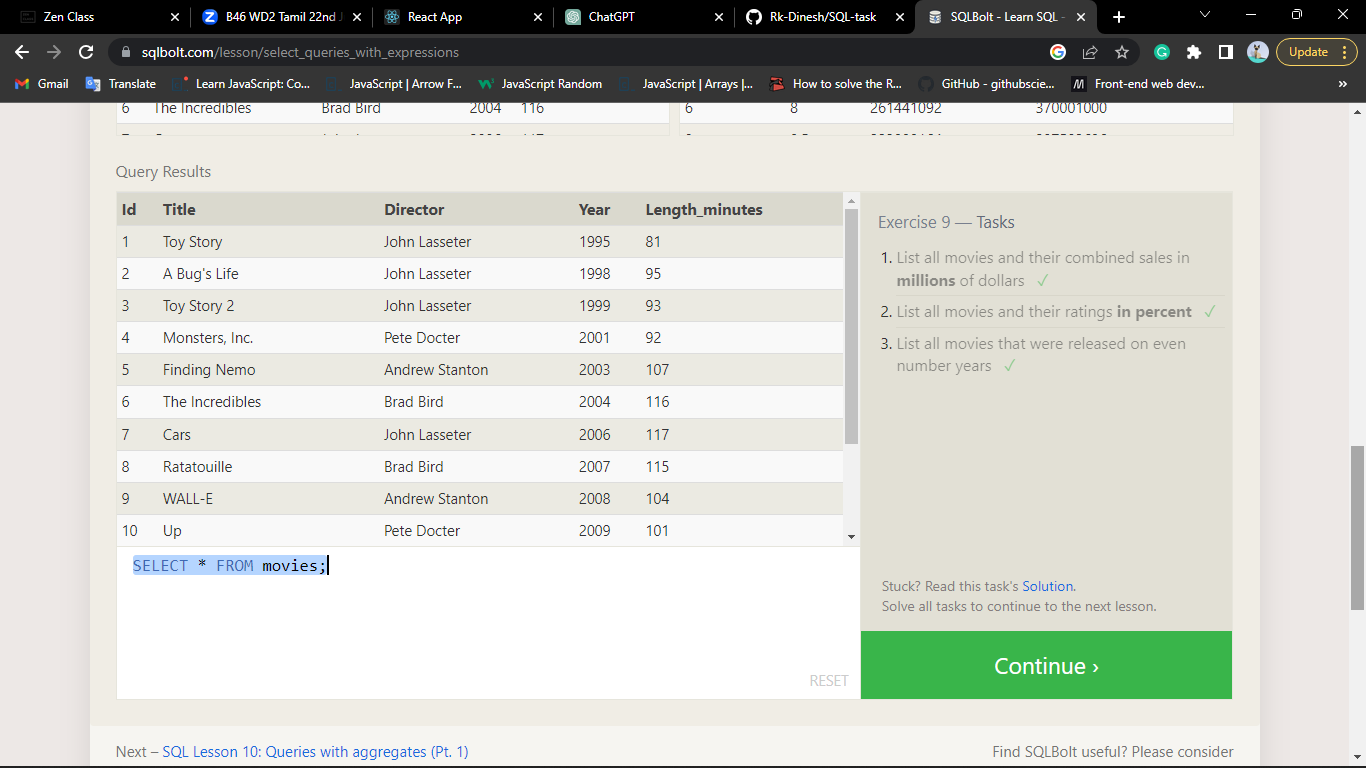 Zen Class
B46 WD2 Tamil 22nd J
React App
ChatGPT
Rk-Dinesh/SQL-task
SQLBolt - Learn SQL -
sqlbolt.com/lesson/select_queries_with_expressions
Update
Gmail
Translate
Learn JavaScript: Co...
JavaScript | Arrow F...
JavaScript Random
JavaScript | Arrays |...
How to solve the R...
GitHub - githubscie...
Front-end web dev...
»
6 The Incredibles Brad Bird 2004 116
6 8 261441092 370001000
Query Results
Id Title Director Year Length_minutes
1 Toy Story John Lasseter 1995 81
2 A Bug's Life John Lasseter 1998 95
3 Toy Story 2 John Lasseter 1999 93
4 Monsters, Inc. Pete Docter 2001 92
5 Finding Nemo Andrew Stanton 2003 107
6 The Incredibles Brad Bird 2004 116
7 Cars John Lasseter 2006 117
8 Ratatouille Brad Bird 2007 115
9 WALL-E Andrew Stanton 2008 104
10 Up Pete Docter 2009 101
SELECT * FROM movies;
RESET
Exercise 9 — Tasks
1. List all movies and their combined sales in
millions of dollars ✓
2. List all movies and their ratings in percent ✓
3. List all movies that were released on even
number years ✓
Stuck? Read this task's Solution.
Solve all tasks to continue to the next lesson.
Continue ›
Next – SQL Lesson 10: Queries with aggregates (Pt. 1)
Find SQLBolt useful? Please consider